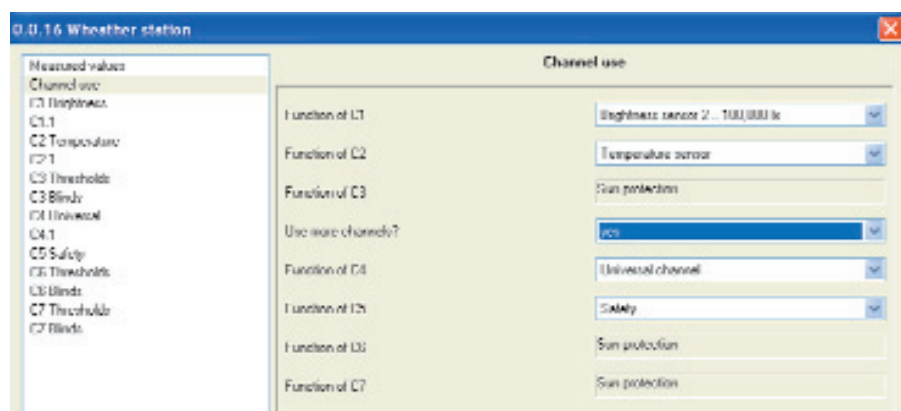 0.0.16 Wheather station
Measured values
Channel use
C1 Brightness
C1.1
C2 Temperature
C2.1
C3 Thresholds
C3 Blinds
C4 Universal
C4.1
C5 Safety
C6 Thresholds
C6 Blinds
C7 Thresholds
C7 Blinds
Channel use
Function of C1 Brightness sensor 2... 100,000 lx
Function of C2 Temperature sensor
Function of C3 Sun protection
Use more channels? yes
Function of C4 Universal channel
Function of C5 Safety
Function of C6 Sun protection
Function of C7 Sun protection